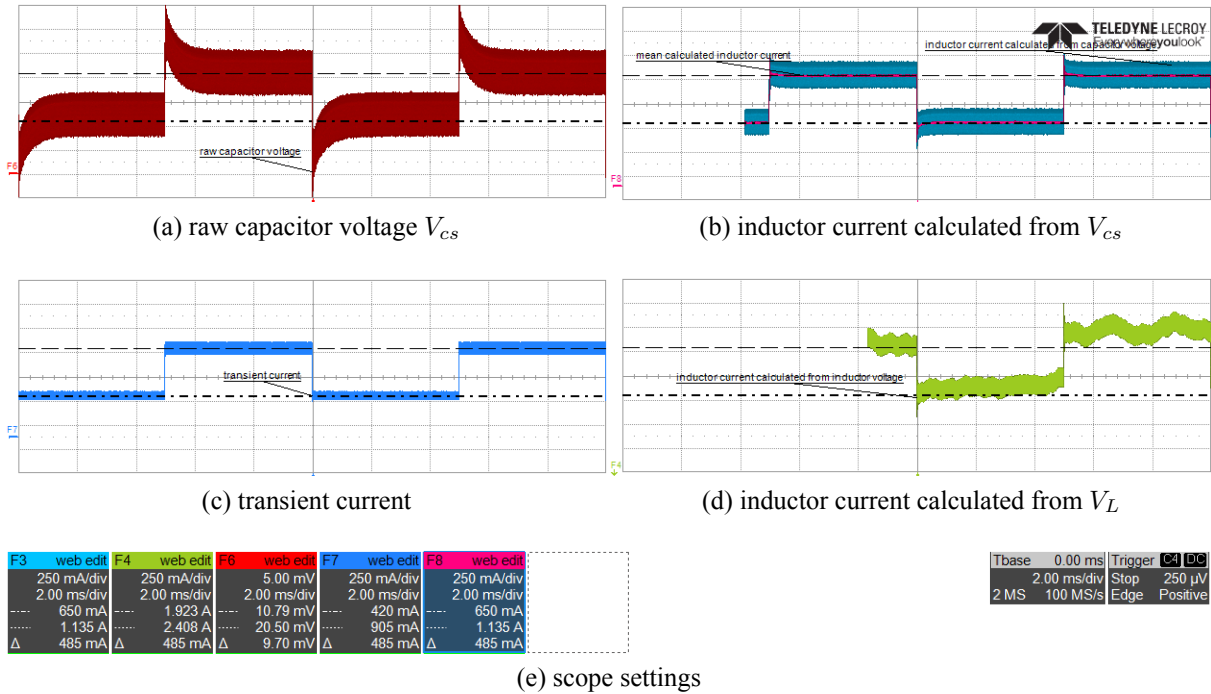 TELEDYNE LECROY
Everywhereyoulook™
mean calculated inductor current
inductor current calculated from capacitor voltage
raw capacitor voltage
F6
F8
(a) raw capacitor voltage Vcs
(b) inductor current calculated from Vcs
transient current
inductor current calculated from inductor voltage
F7
F4
(c) transient current
(d) inductor current calculated from VL
F3 web edit F4 web edit F6 web edit F7 web edit F8 web edit
250 mA/div 250 mA/div 5.00 mV 250 mA/div 250 mA/div
2.00 ms/div 2.00 ms/div 2.00 ms/div 2.00 ms/div 2.00 ms/div
650 mA 1.923 A 10.79 mV 420 mA 650 mA
1.135 A 2.408 A 20.50 mV 905 mA 1.135 A
Δ 485 mA Δ 485 mA Δ 9.70 mV Δ 485 mA Δ 485 mA
Tbase 0.00 ms Trigger C4 DC
2.00 ms/div Stop 250 µV
2 MS 100 MS/s Edge Positive
(e) scope settings